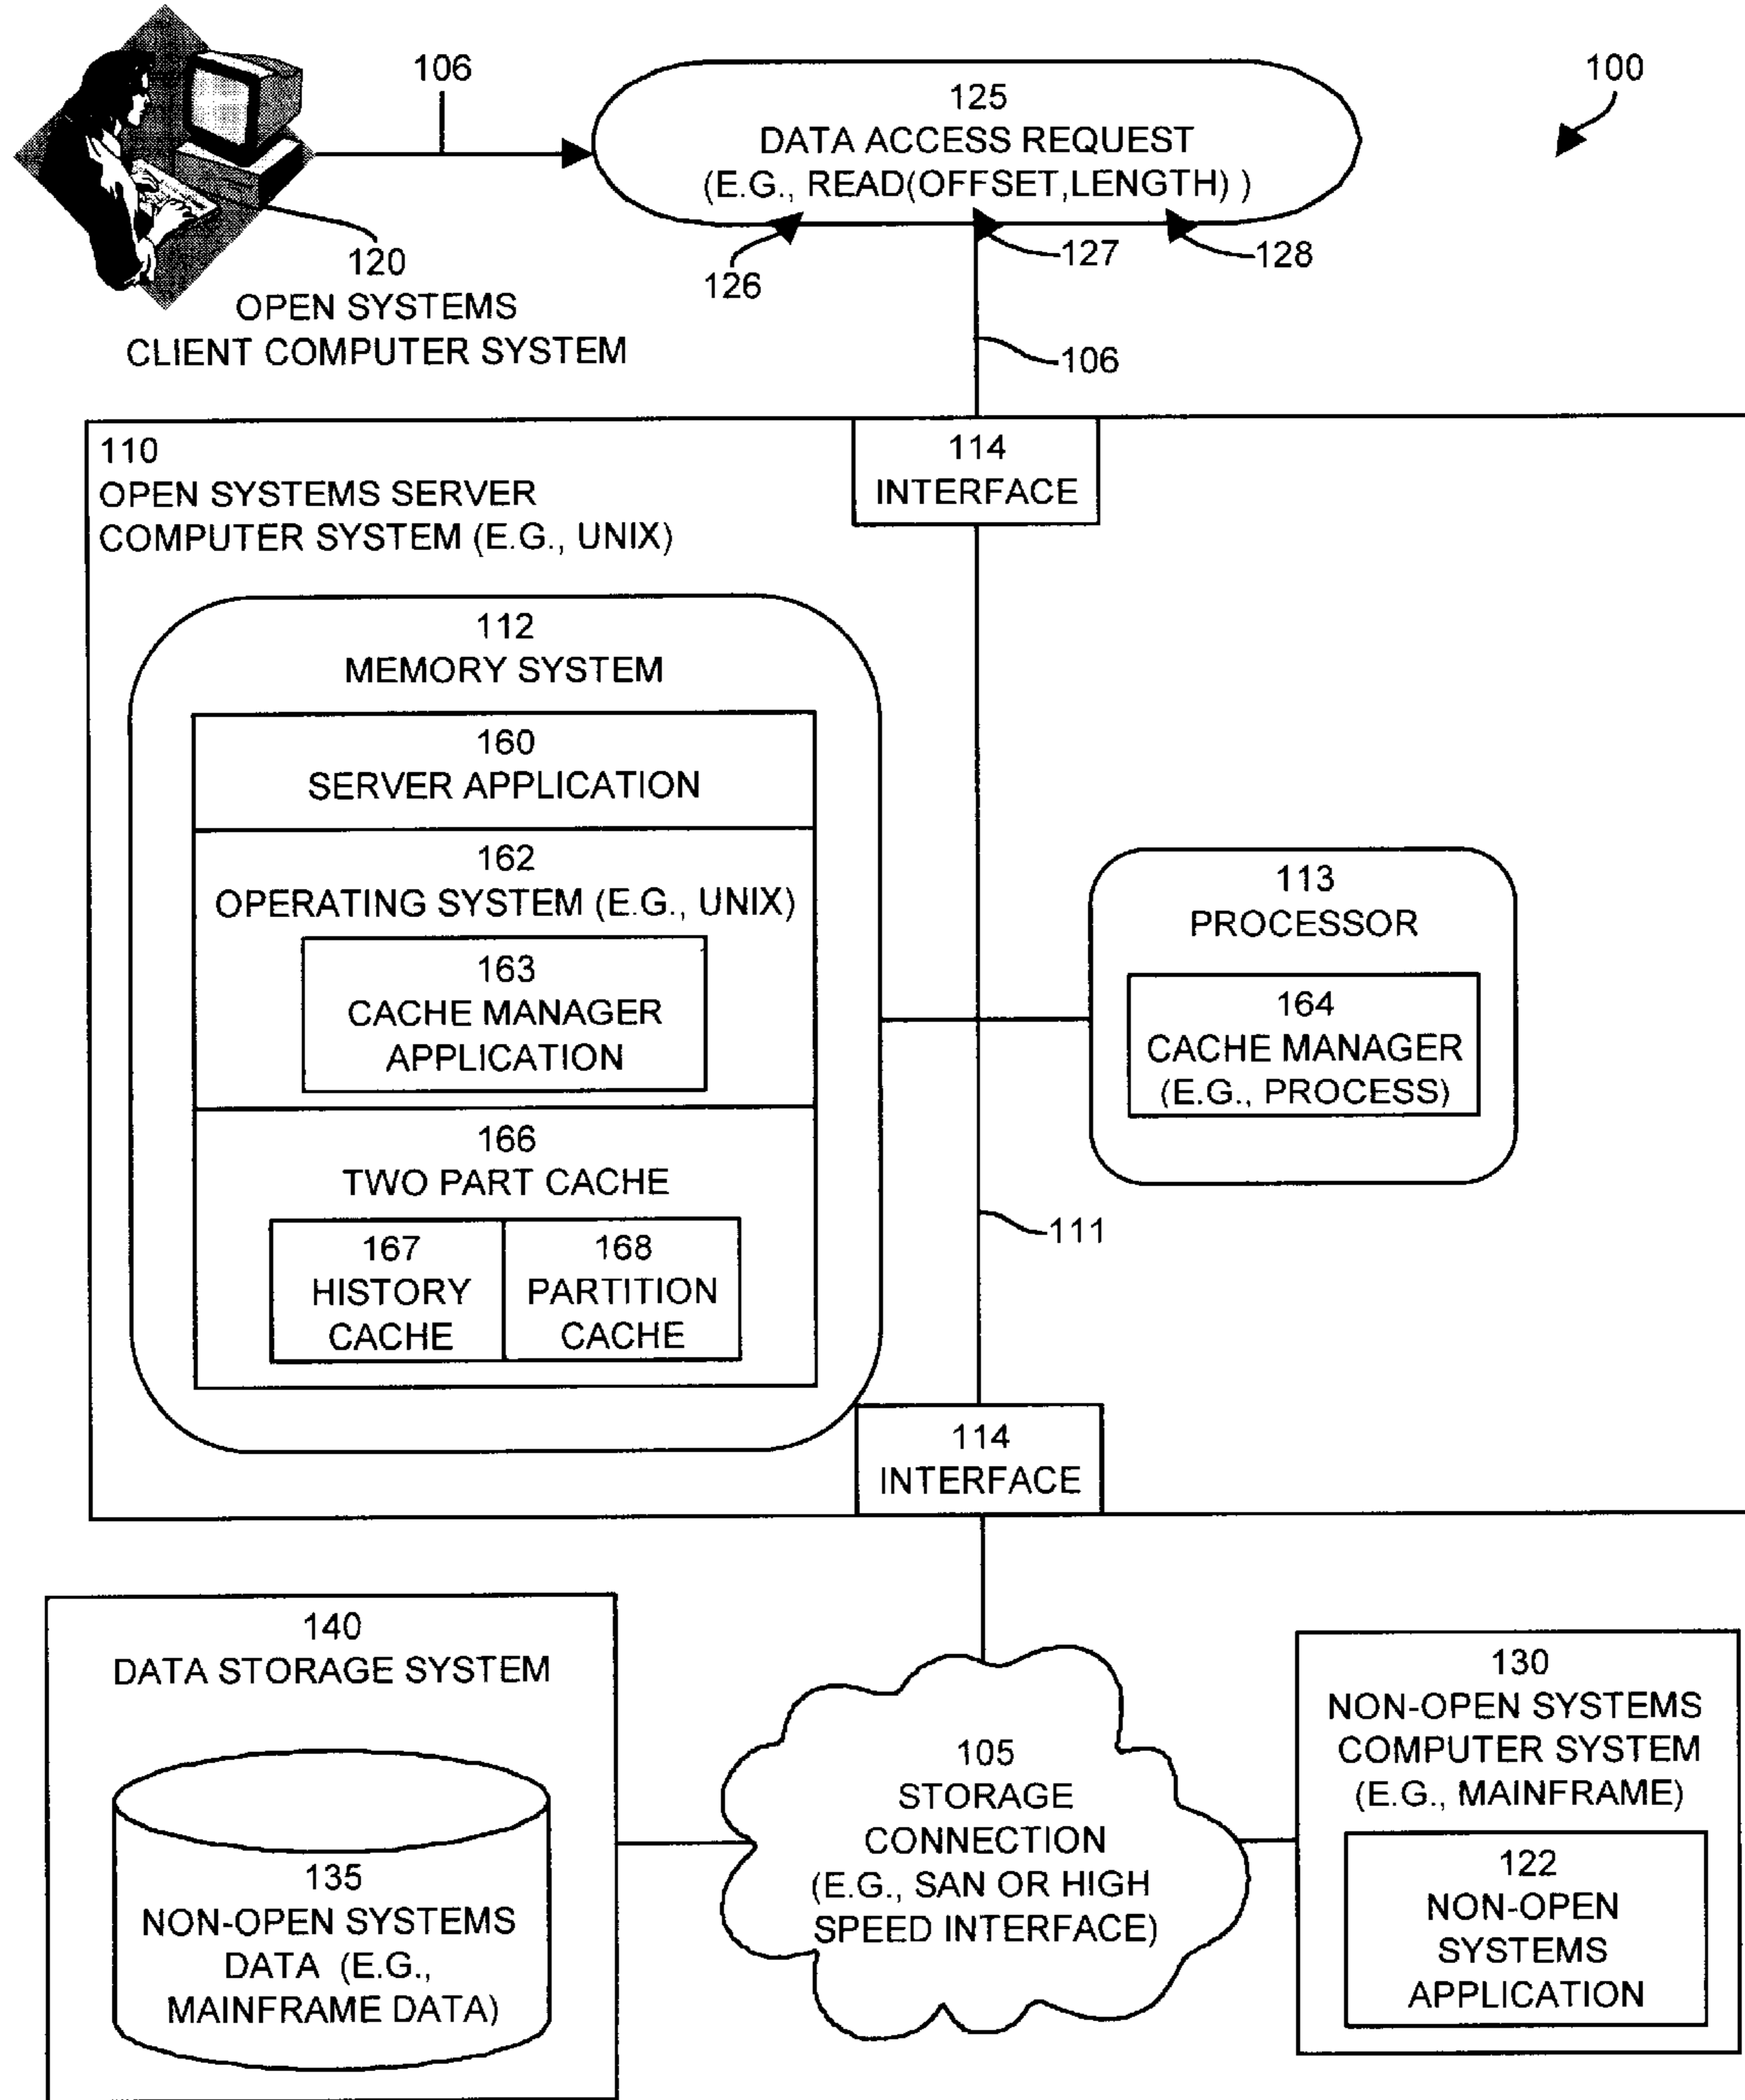 106
100
125
DATA ACCESS REQUEST
(E.G., READ(OFFSET,LENGTH) )
126
127
128
120
OPEN SYSTEMS
CLIENT COMPUTER SYSTEM
106
110
OPEN SYSTEMS SERVER
COMPUTER SYSTEM (E.G., UNIX)
114
INTERFACE
112
MEMORY SYSTEM
160
SERVER APPLICATION
162
OPERATING SYSTEM (E.G., UNIX)
163
CACHE MANAGER
APPLICATION
166
TWO PART CACHE
167
HISTORY
CACHE
168
PARTITION
CACHE
113
PROCESSOR
164
CACHE MANAGER
(E.G., PROCESS)
111
114
INTERFACE
140
DATA STORAGE SYSTEM
135
NON-OPEN SYSTEMS
DATA (E.G.,
MAINFRAME DATA)
105
STORAGE
CONNECTION
(E.G., SAN OR HIGH
SPEED INTERFACE)
130
NON-OPEN SYSTEMS
COMPUTER SYSTEM
(E.G., MAINFRAME)
122
NON-OPEN
SYSTEMS
APPLICATION